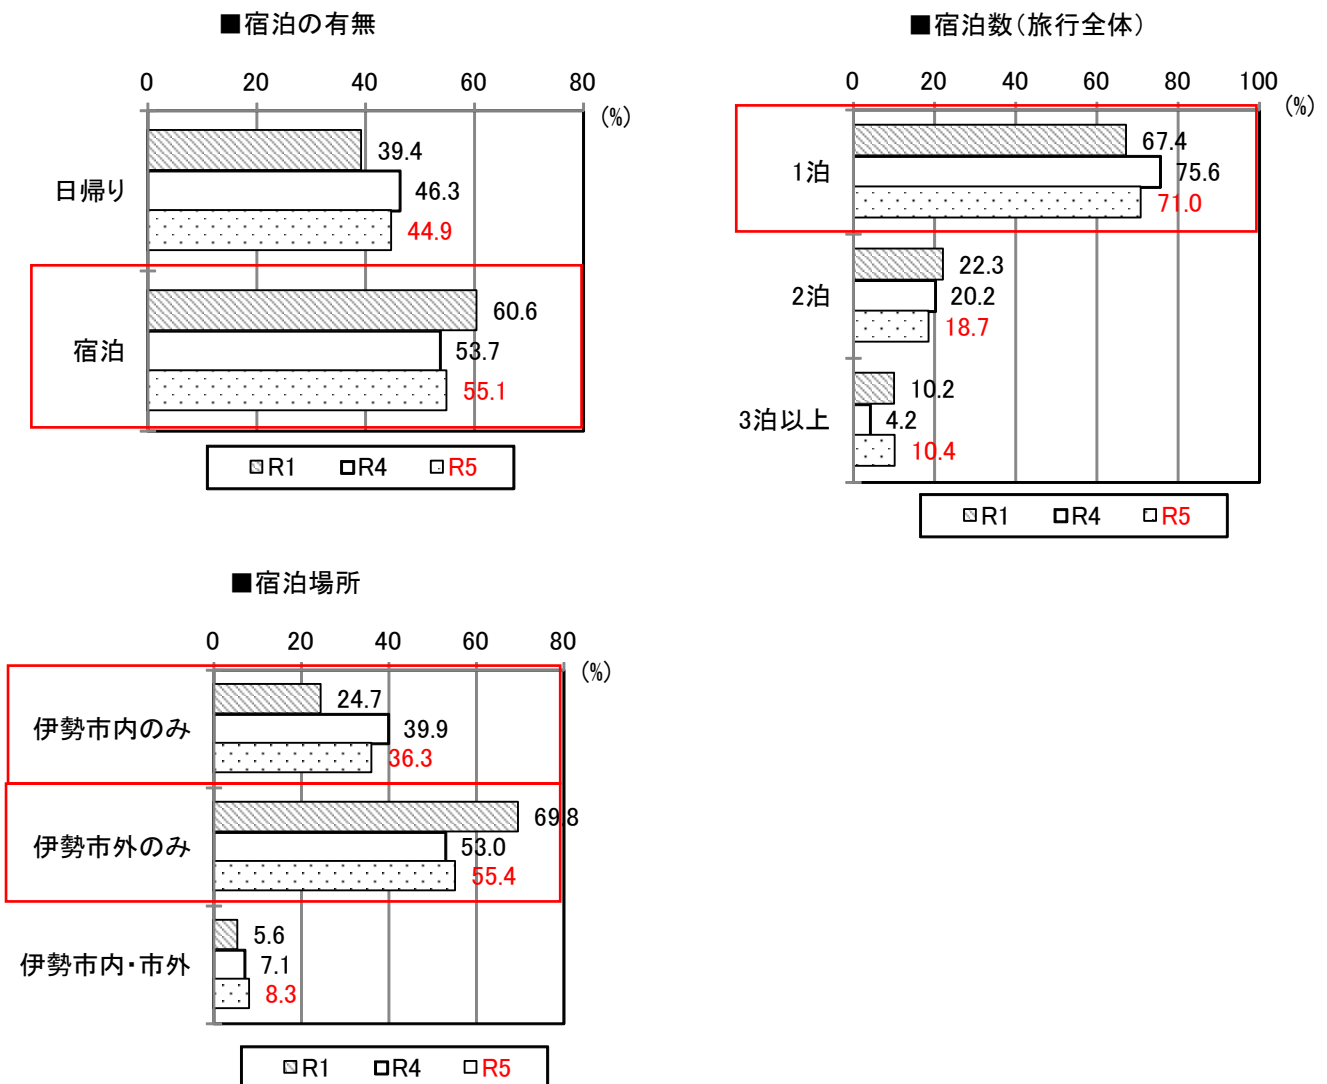 ■宿泊の有無
0 20 40 60 80
(%)
日帰り
39.4
46.3
44.9
宿泊
60.6
53.7
55.1
R1 R4 R5
■宿泊数(旅行全体)
0 20 40 60 80 100
(%)
1泊
67.4
75.6
71.0
2泊
22.3
20.2
18.7
3泊以上
10.2
4.2
10.4
R1 R4 R5
■宿泊場所
0 20 40 60 80
(%)
伊勢市内のみ
24.7
39.9
36.3
伊勢市外のみ
69.8
53.0
55.4
伊勢市内・市外
5.6
7.1
8.3
R1 R4 R5